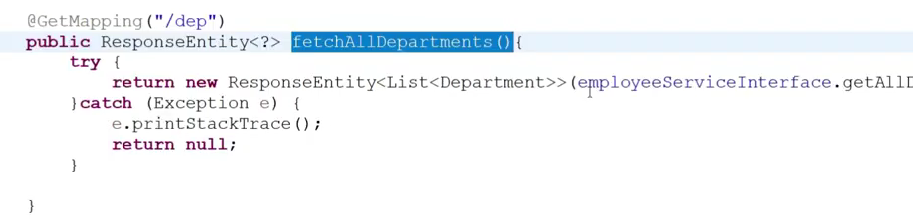 @GetMapping("/dep")
public ResponseEntity<?> fetchAllDepartments(){
try {
return new ResponseEntity<List<Department>>(employeeServiceInterface.getAllD
}catch (Exception e) {
e.printStackTrace();
return null;
}
}